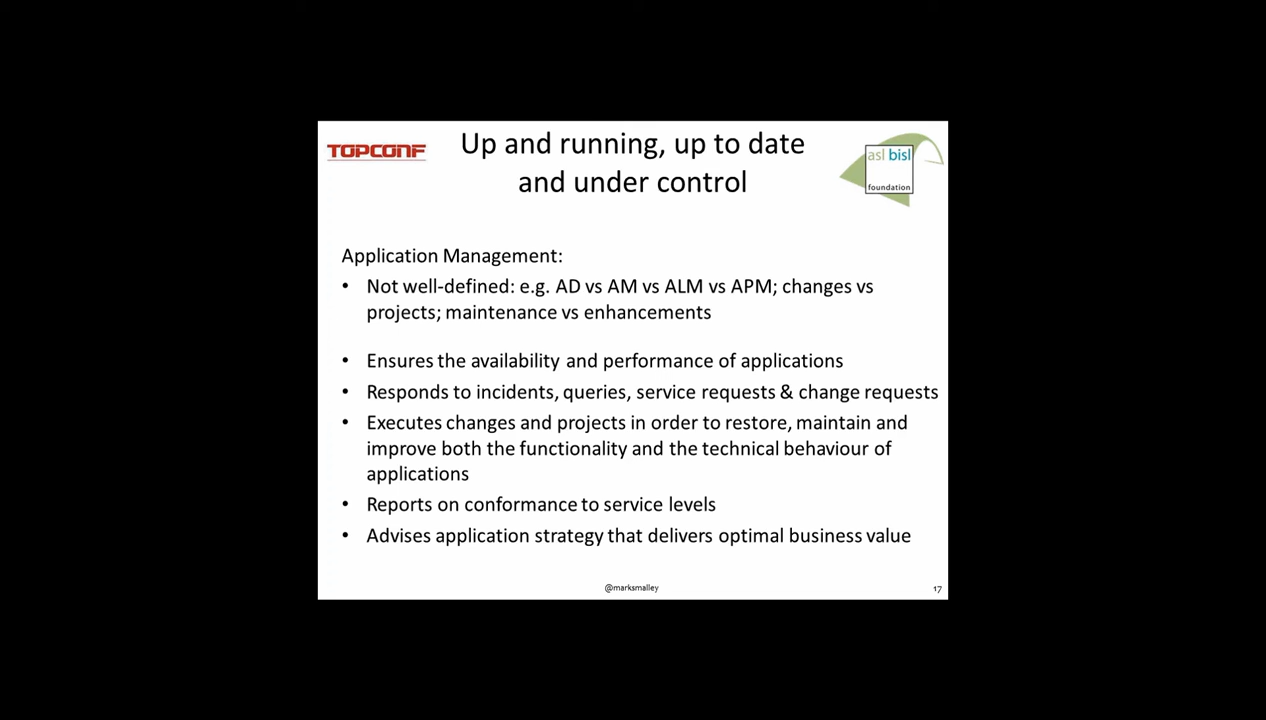 TOPCONF
Up and running, up to date
and under control
asl bisl
foundation
Application Management:
• Not well-defined: e.g. AD vs AM vs ALM vs APM; changes vs
projects; maintenance vs enhancements
• Ensures the availability and performance of applications
• Responds to incidents, queries, service requests & change requests
• Executes changes and projects in order to restore, maintain and
improve both the functionality and the technical behaviour of
applications
• Reports on conformance to service levels
• Advises application strategy that delivers optimal business value
@marksmalley
17